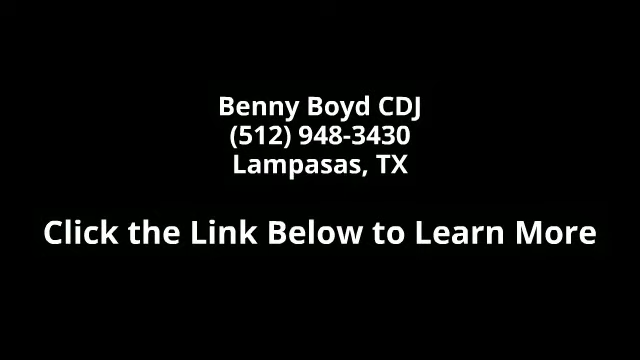 Benny Boyd CDJ
(512) 948-3430
Lampasas, TX
Click the Link Below to Learn More